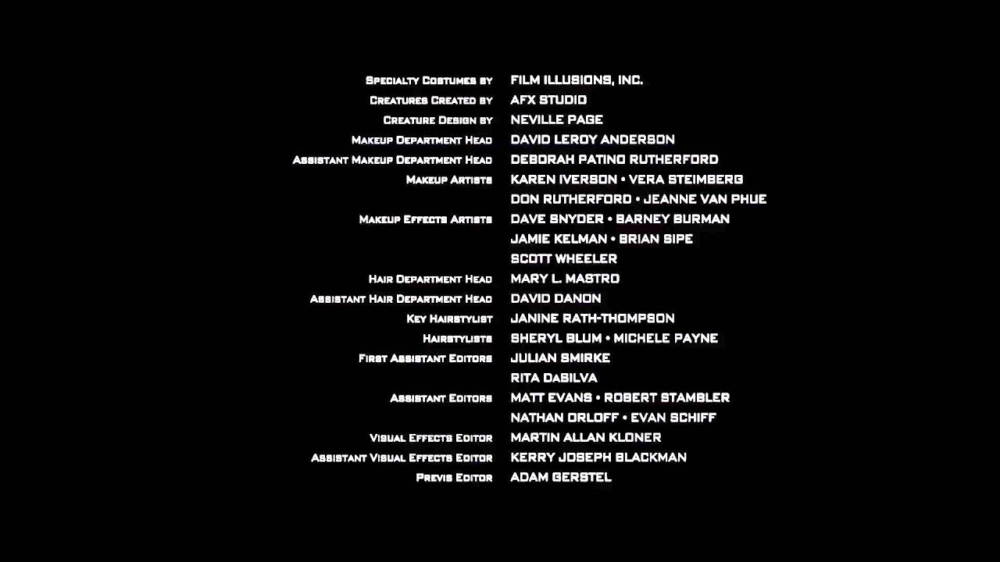 Specialty Costumes by FILM ILLUSIONS, INC.
Creatures Created by AFX STUDIO
Creature Design by NEVILLE PAGE
Makeup Department Head DAVID LEROY ANDERSON
Assistant Makeup Department Head DEBORAH PATINO RUTHERFORD
Makeup Artists KAREN IVERSON • VERA STEIMBERG
DON RUTHERFORD • JEANNE VAN PHUE
Makeup Effects Artists DAVE SNYDER • BARNEY BURMAN
JAMIE KELMAN • BRIAN SIPE
SCOTT WHEELER
Hair Department Head MARY L. MASTRO
Assistant Hair Department Head DAVID DANON
Key Hairstylist JANINE RATH-THOMPSON
Hairstylists SHERYL BLUM • MICHELE PAYNE
First Assistant Editors JULIAN SMIRKE
RITA DaSILVA
Assistant Editors MATT EVANS • ROBERT STAMBLER
NATHAN ORLOFF • EVAN SCHIFF
Visual Effects Editor MARTIN ALLAN KLONER
Assistant Visual Effects Editor KERRY JOSEPH BLACKMAN
Previs Editor ADAM GERSTEL